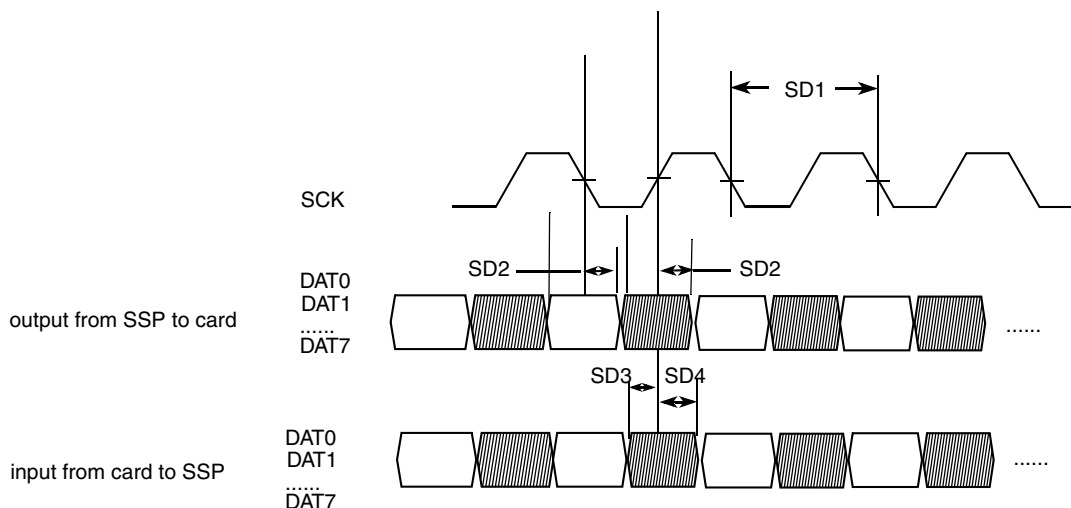 SD1
SCK
SD2
SD2
DAT0
DAT1
......
DAT7
output from SSP to card
......
SD3
SD4
DAT0
DAT1
......
DAT7
input from card to SSP
......